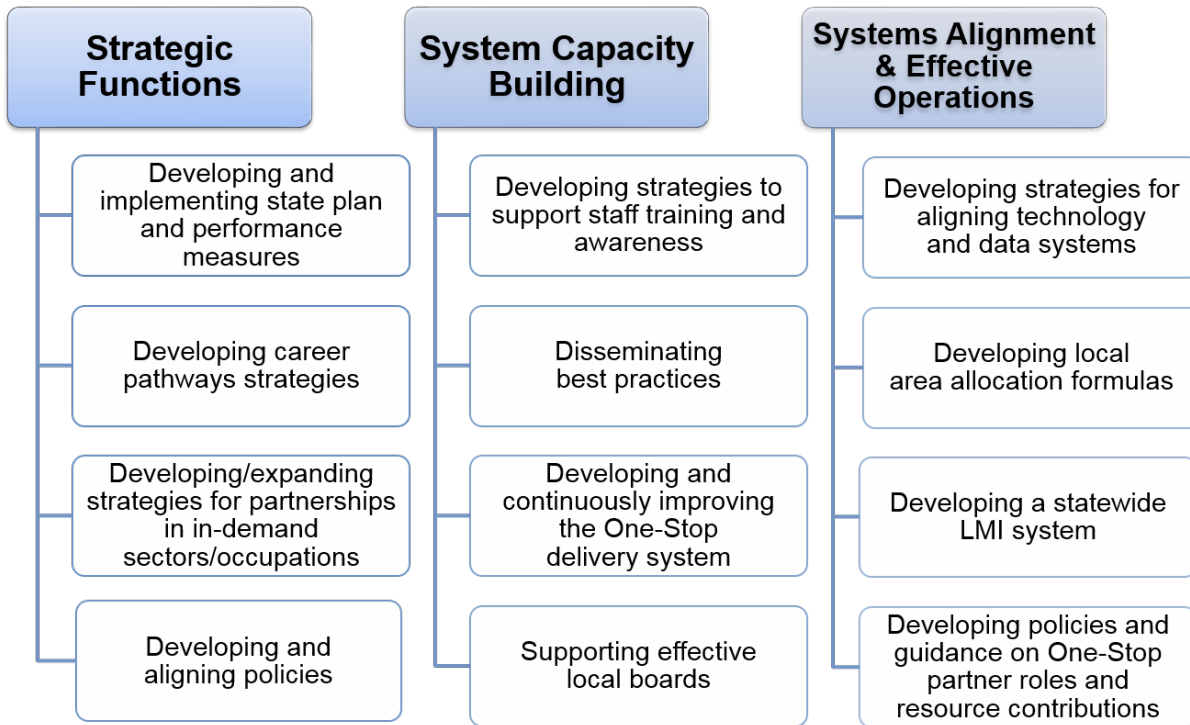 Strategic
Functions
Developing and
implementing state plan
and performance
measures
Developing career
pathways strategies
Developing/expanding
strategies for partnerships
in in-demand
sectors/occupations
Developing and
aligning policies
System Capacity
Building
Developing strategies to
support staff training and
awareness
Disseminating
best practices
Developing and
continuously improving
the One-Stop
delivery system
Supporting effective
local boards
Systems Alignment
& Effective
Operations
Developing strategies for
aligning technology
and data systems
Developing local
area allocation formulas
Developing a statewide
LMI system
Developing policies and
guidance on One-Stop
partner roles and
resource contributions